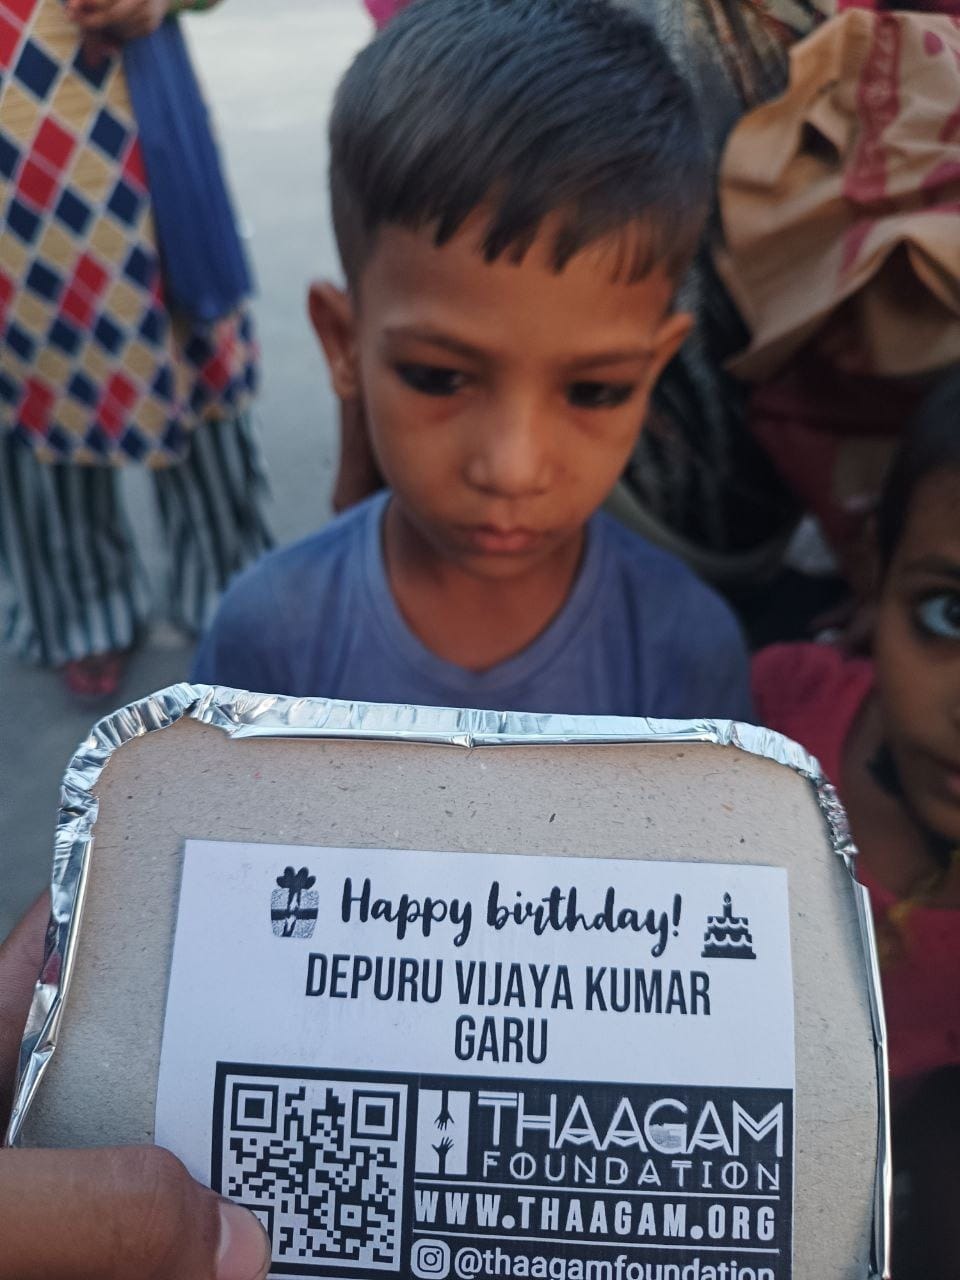 Happy birthday!
DEPURU VIJAYA KUMAR
GARU
THAAGAM
FOUNDATION
WWW.THAAGAM.ORG
@thaagamfoundation